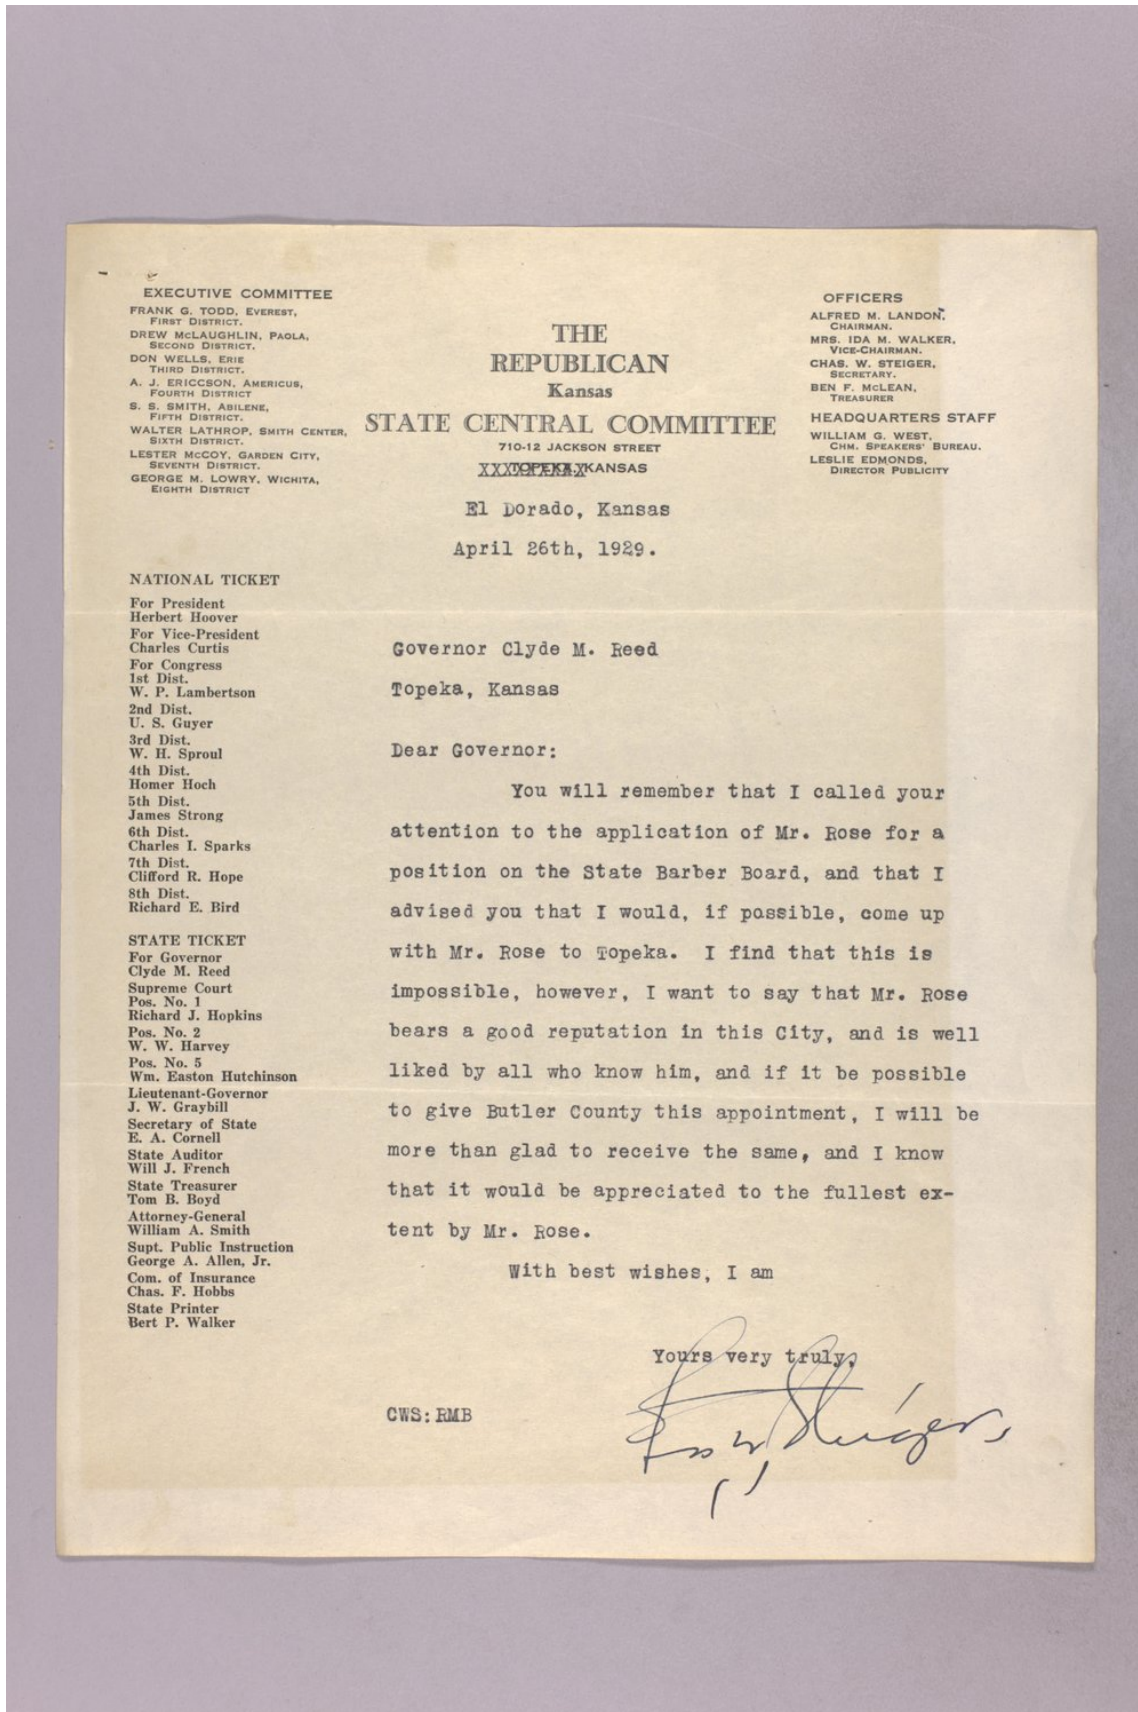 EXECUTIVE COMMITTEE
FRANK G. TODD, EVEREST,
FIRST DISTRICT.
DREW McLAUGHLIN, PAOLA,
SECOND DISTRICT.
DON WELLS, ERIE
THIRD DISTRICT.
A. J. ERICCSON, AMERICUS,
FOURTH DISTRICT
S. S. SMITH, ABILENE,
FIFTH DISTRICT.
WALTER LATHROP, SMITH CENTER,
SIXTH DISTRICT.
LESTER McCOY, GARDEN CITY,
SEVENTH DISTRICT.
GEORGE M. LOWRY, WICHITA,
EIGHTH DISTRICT
THE
REPUBLICAN
Kansas
STATE CENTRAL COMMITTEE
710-12 JACKSON STREET
TOPEKA, KANSAS
OFFICERS
ALFRED M. LANDON,
CHAIRMAN.
MRS. IDA M. WALKER,
VICE-CHAIRMAN.
CHAS. W. STEIGER,
SECRETARY.
BEN F. McLEAN,
TREASURER
HEADQUARTERS STAFF
WILLIAM G. WEST,
CHM. SPEAKERS' BUREAU.
LESLIE EDMONDS,
DIRECTOR PUBLICITY
El Dorado, Kansas
April 26th, 1929.
NATIONAL TICKET
For President
Herbert Hoover
For Vice-President
Charles Curtis
For Congress
1st Dist.
W. P. Lambertson
2nd Dist.
U. S. Guyer
3rd Dist.
W. H. Sproul
4th Dist.
Homer Hoch
5th Dist.
James Strong
6th Dist.
Charles I. Sparks
7th Dist.
Clifford R. Hope
8th Dist.
Richard E. Bird
STATE TICKET
For Governor
Clyde M. Reed
Supreme Court
Pos. No. 1
Richard J. Hopkins
Pos. No. 2
W. W. Harvey
Pos. No. 5
Wm. Easton Hutchinson
Lieutenant-Governor
J. W. Graybill
Secretary of State
E. A. Cornell
State Auditor
Will J. French
State Treasurer
Tom B. Boyd
Attorney-General
William A. Smith
Supt. Public Instruction
George A. Allen, Jr.
Com. of Insurance
Chas. F. Hobbs
State Printer
Bert P. Walker
Governor Clyde M. Reed
Topeka, Kansas
Dear Governor:
You will remember that I called your
attention to the application of Mr. Rose for a
position on the State Barber Board, and that I
advised you that I would, if possible, come up
with Mr. Rose to Topeka. I find that this is
impossible, however, I want to say that Mr. Rose
bears a good reputation in this City, and is well
liked by all who know him, and if it be possible
to give Butler County this appointment, I will be
more than glad to receive the same, and I know
that it would be appreciated to the fullest ex-
tent by Mr. Rose.
With best wishes, I am
Yours very truly,
CWS:RMB